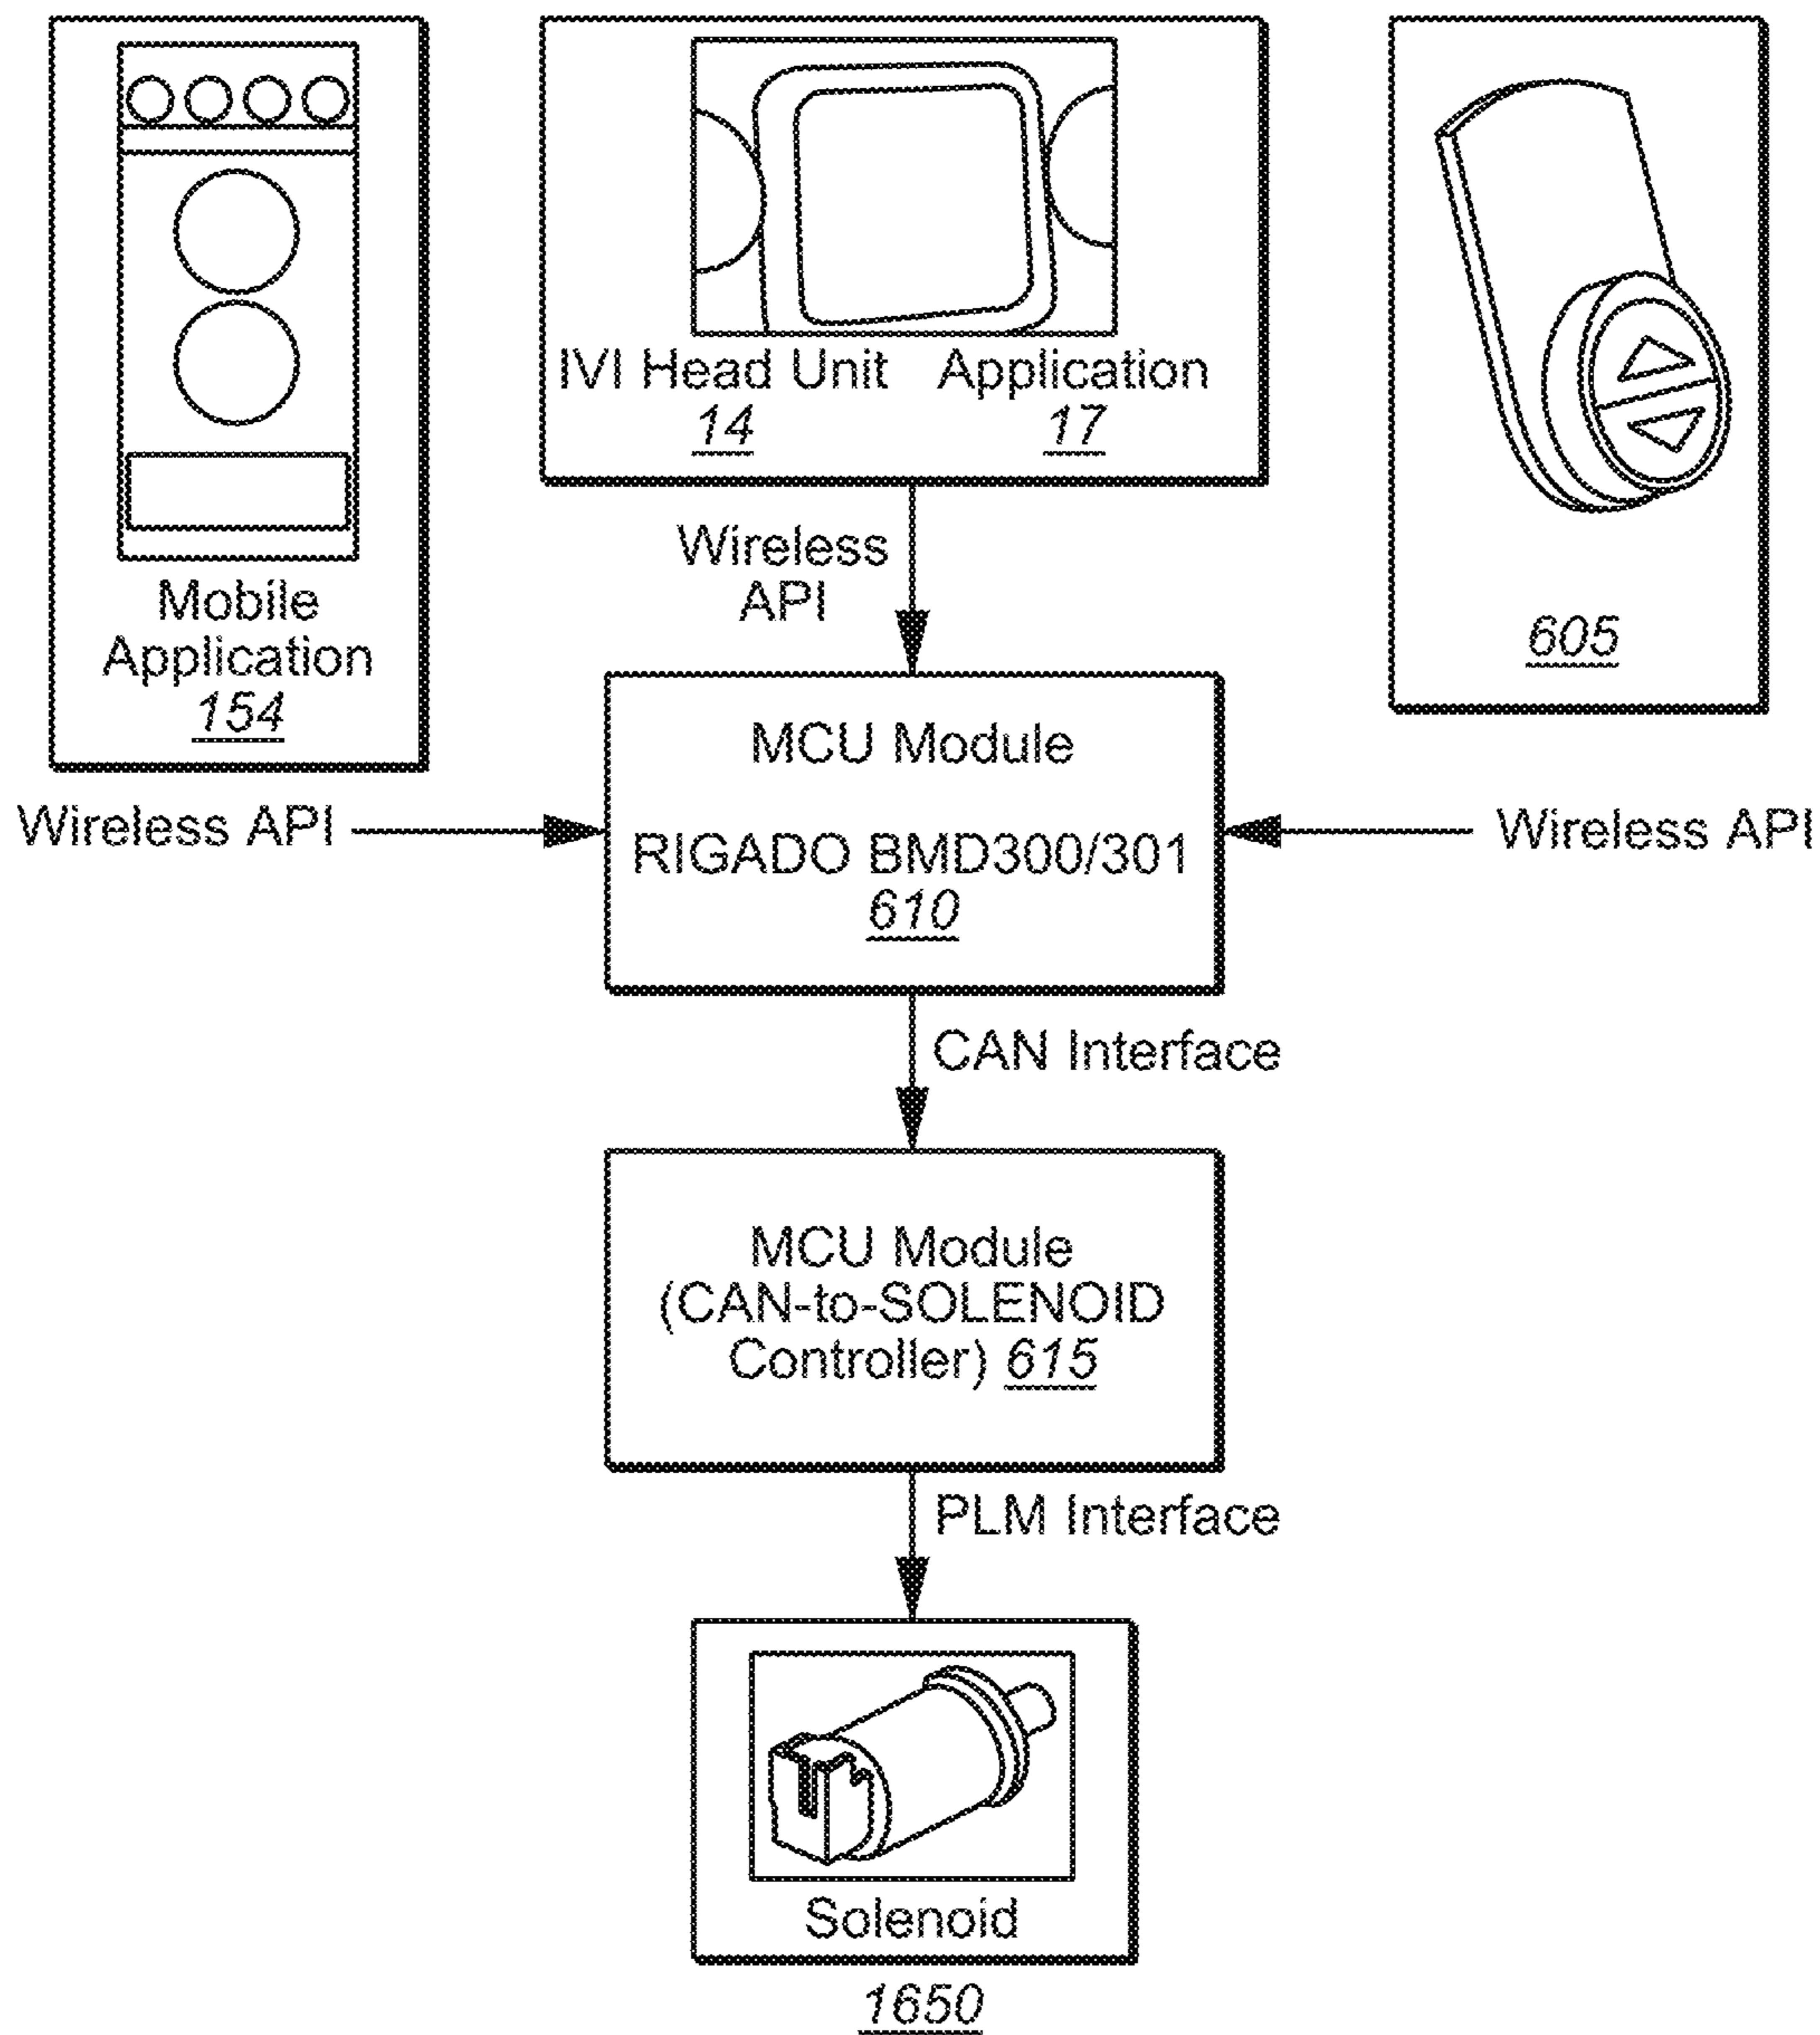 IVI Head Unit Application
14 17
Wireless
API
Mobile
Application
154
605
MCU Module
RIGADO BMD300/301
610
Wireless API
Wireless API
CAN Interface
MCU Module
(CAN-to-SOLENOID
Controller) 615
PLM Interface
Solenoid
1650